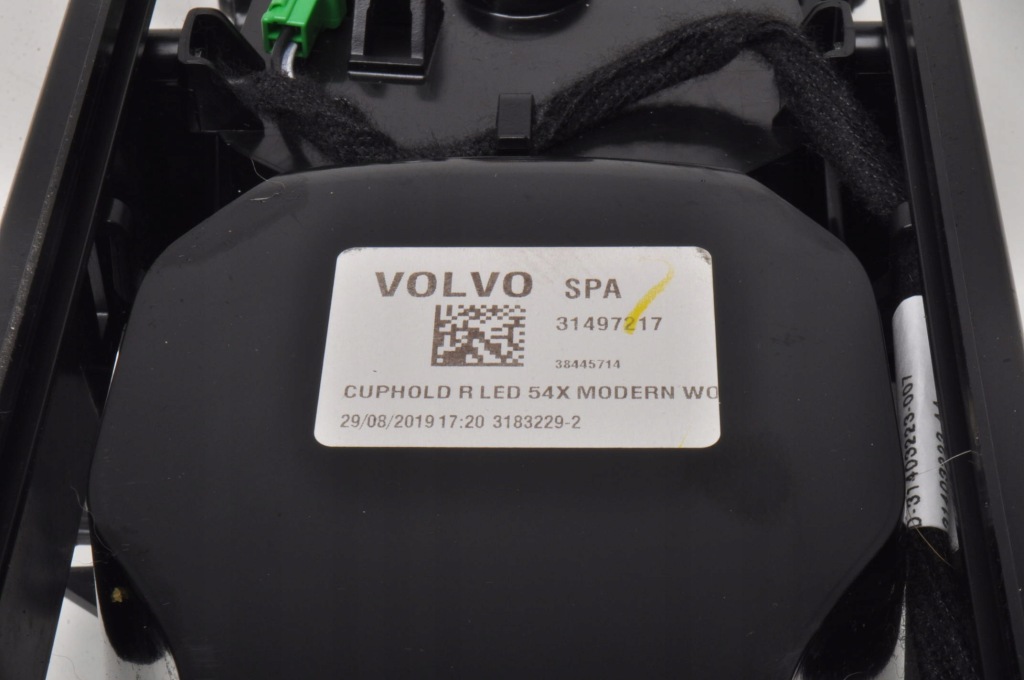 VOLVO SPA
31497217
38445714
CUPHOLD R LED 54X MODERN WO
29/08/2019 17:20 3183229-2